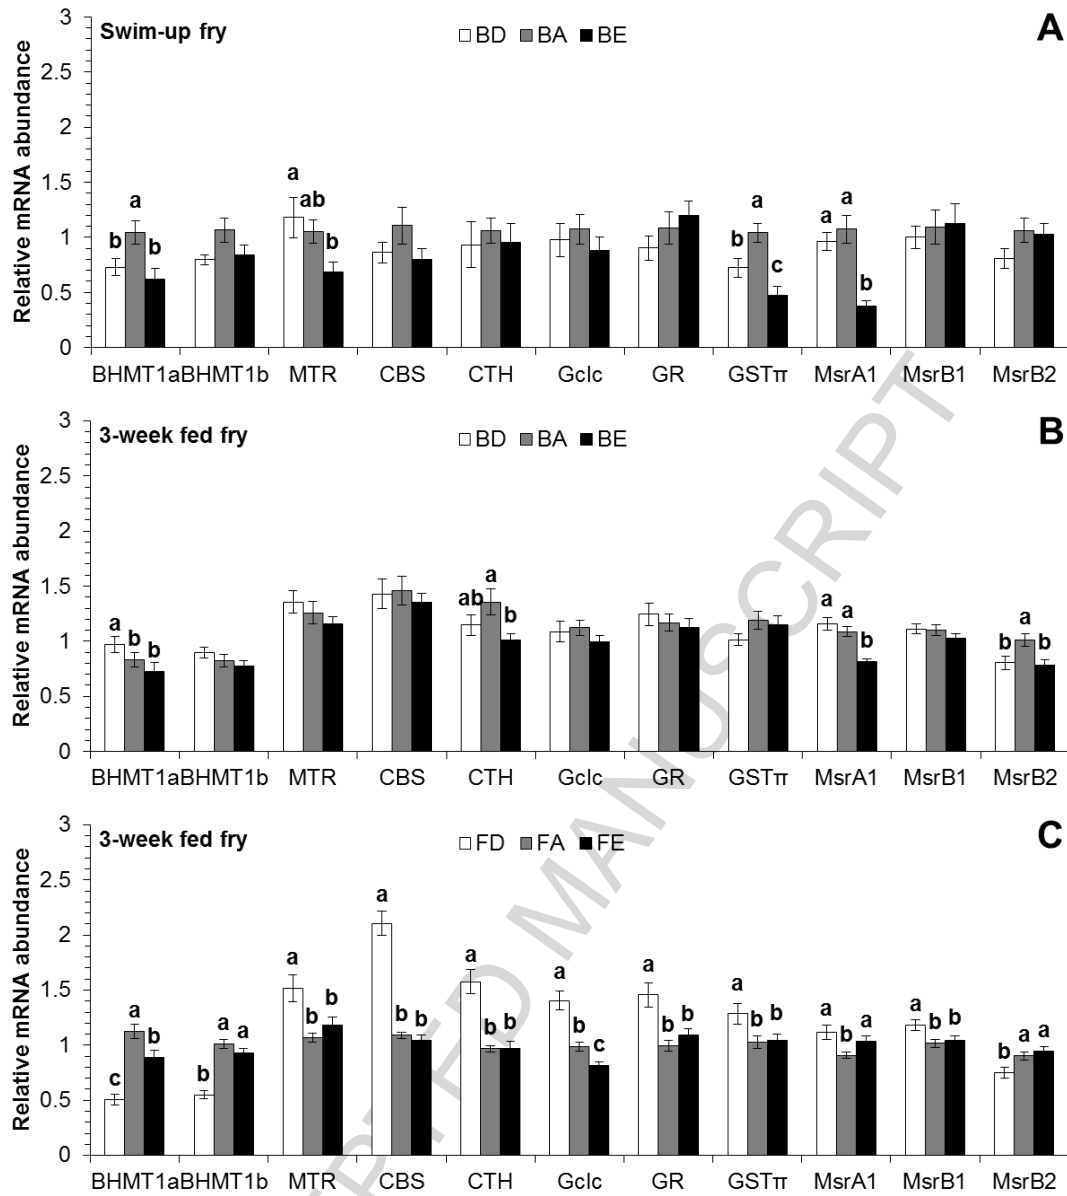 3
Swim-up fry
BD BA BE
A
2.5
2
1.5
1
0.5
0
Relative mRNA abundance
b a b
a ab b
b a c
a a b
BHMT1a BHMT1b MTR CBS CTH Gclc GR GSTπ MsrA1 MsrB1 MsrB2
3
3-week fed fry
BD BA BE
B
2.5
2
1.5
1
0.5
0
Relative mRNA abundance
a b b
ab a b
a a b
b a b
BHMT1a BHMT1b MTR CBS CTH Gclc GR GSTπ MsrA1 MsrB1 MsrB2
3
3-week fed fry
FD FA FE
C
2.5
2
1.5
1
0.5
0
Relative mRNA abundance
c a b
b a a
a b b
a b b
a b b
a b c
a b b
a b b
a b a
a b b
b a a
BHMT1a BHMT1b MTR CBS CTH Gclc GR GSTπ MsrA1 MsrB1 MsrB2
MANUSCRIPT